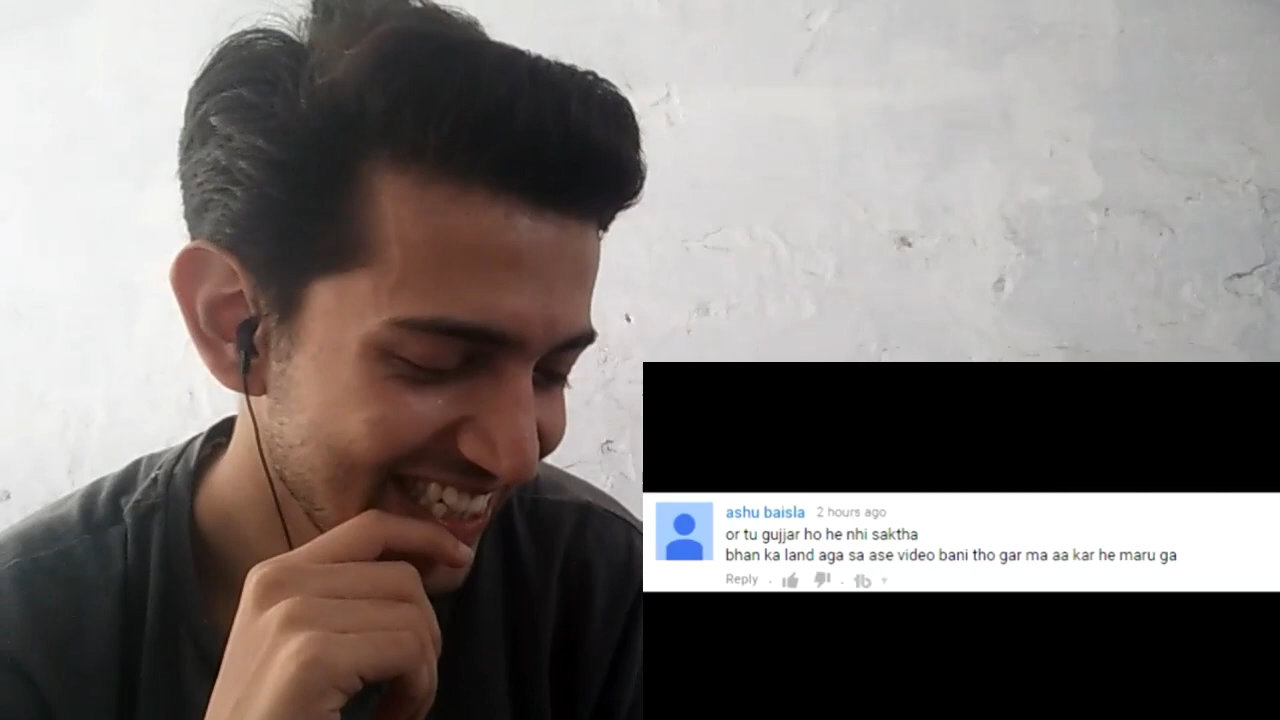 ashu baisla 2 hours ago
or tu gujjar ho he nhi saktha
bhan ka land aga sa ase video bani tho gar ma aa kar he maru ga
Reply